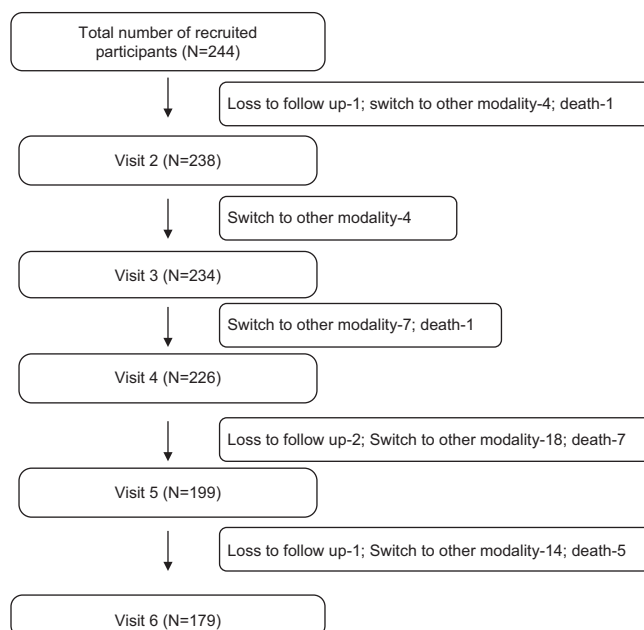 Total number of recruited
participants (N=244)
Loss to follow up-1; switch to other modality-4; death-1
Visit 2 (N=238)
Switch to other modality-4
Visit 3 (N=234)
Switch to other modality-7; death-1
Visit 4 (N=226)
Loss to follow up-2; Switch to other modality-18; death-7
Visit 5 (N=199)
Loss to follow up-1; Switch to other modality-14; death-5
Visit 6 (N=179)